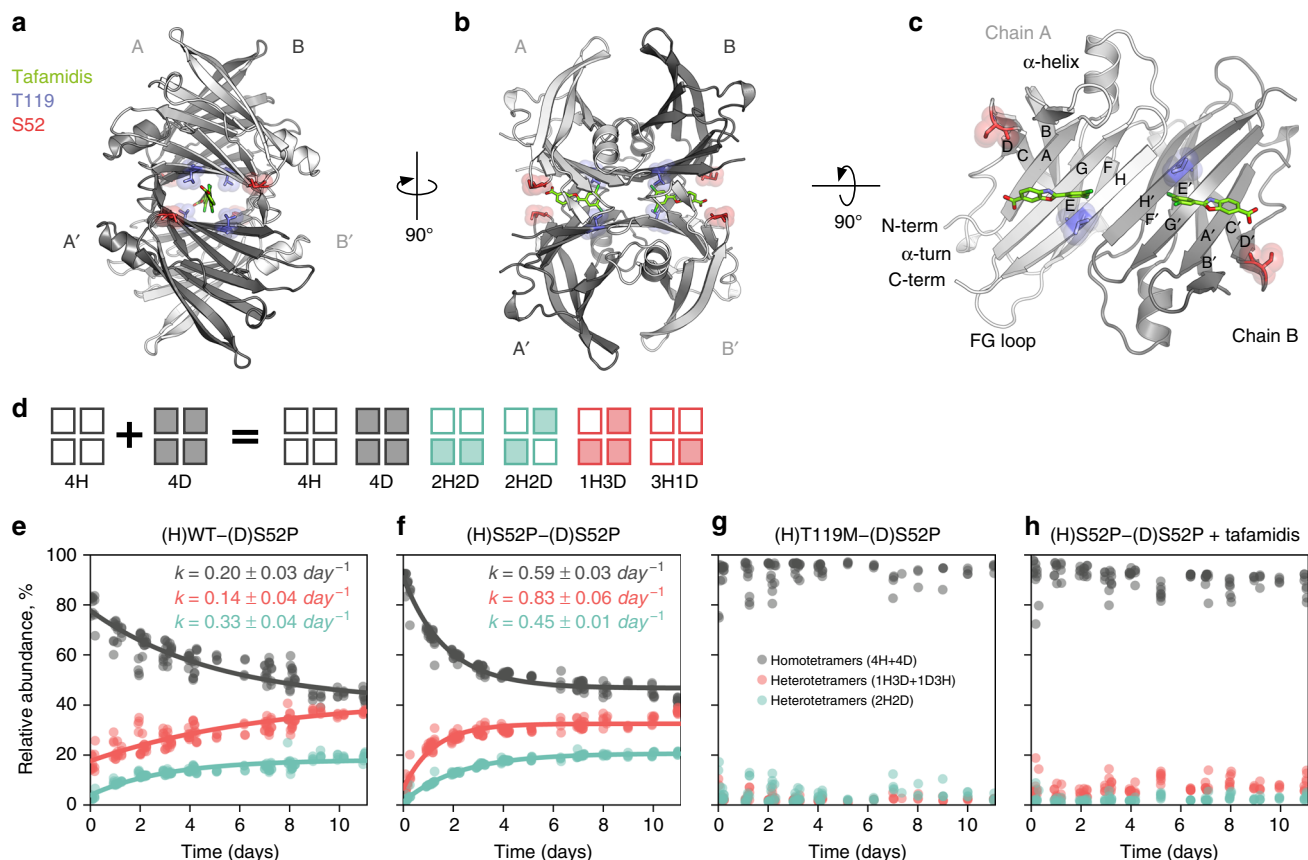 a
A
B
Tafamidis
T119
S52
A′
B′
90°
b
A
B
A′
B′
90°
c
Chain A
α-helix
D
C
B
A
G
F
H
E
N-term
α-turn
C-term
FG loop
H′
E′
F′
G′
A′
C′
D′
B′
Chain B
d
+ =
4H 4D 4H 4D 2H2D 2H2D 1H3D 3H1D
e (H)WT–(D)S52P
k = 0.20 ± 0.03 day⁻¹
k = 0.14 ± 0.04 day⁻¹
k = 0.33 ± 0.04 day⁻¹
Relative abundance, %
100
80
60
40
20
0
0 2 4 6 8 10
Time (days)
f (H)S52P–(D)S52P
k = 0.59 ± 0.03 day⁻¹
k = 0.83 ± 0.06 day⁻¹
k = 0.45 ± 0.01 day⁻¹
0 2 4 6 8 10
Time (days)
g (H)T119M–(D)S52P
Homotetramers (4H+4D)
Heterotetramers (1H3D+1D3H)
Heterotetramers (2H2D)
0 2 4 6 8 10
Time (days)
h (H)S52P–(D)S52P + tafamidis
0 2 4 6 8 10
Time (days)